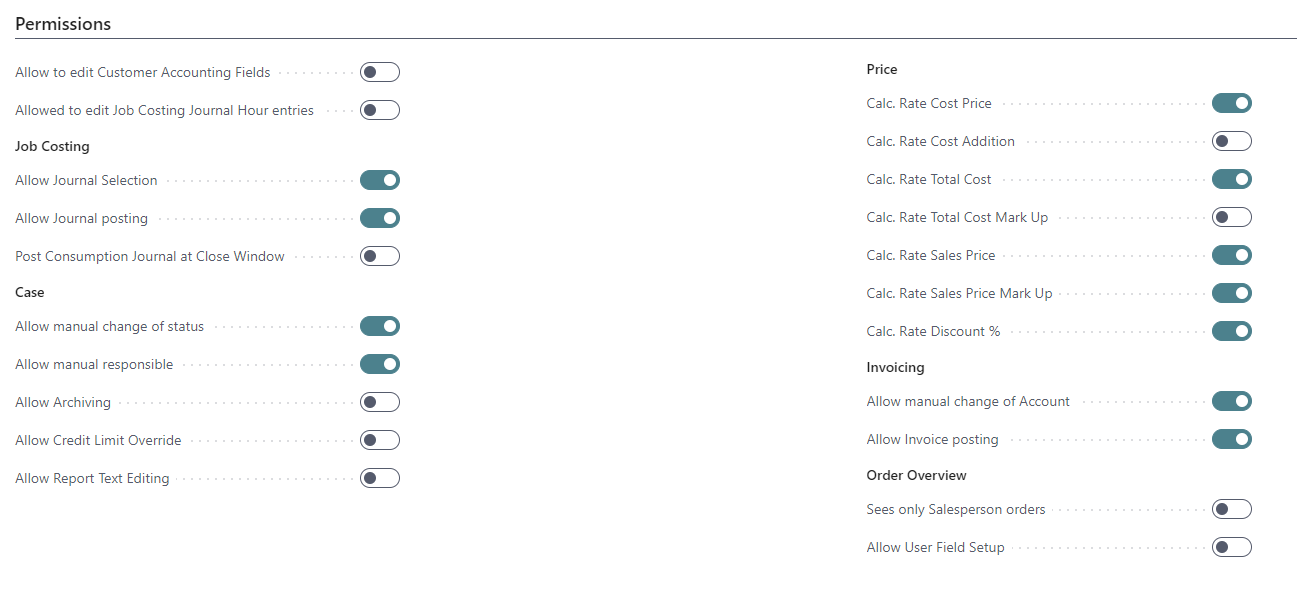 Permissions
Allow to edit Customer Accounting Fields
Allowed to edit Job Costing Journal Hour entries
Job Costing
Allow Journal Selection
Allow Journal posting
Post Consumption Journal at Close Window
Case
Allow manual change of status
Allow manual responsible
Allow Archiving
Allow Credit Limit Override
Allow Report Text Editing
Price
Calc. Rate Cost Price
Calc. Rate Cost Addition
Calc. Rate Total Cost
Calc. Rate Total Cost Mark Up
Calc. Rate Sales Price
Calc. Rate Sales Price Mark Up
Calc. Rate Discount %
Invoicing
Allow manual change of Account
Allow Invoice posting
Order Overview
Sees only Salesperson orders
Allow User Field Setup